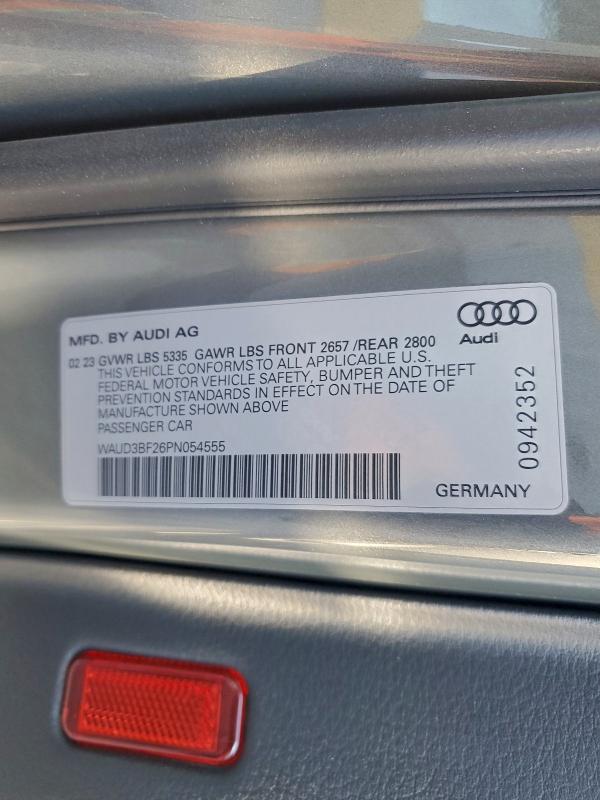 MFD. BY AUDI AG
Audi
02 23 GVWR LBS 5335 GAWR LBS FRONT 2657 /REAR 2800
THIS VEHICLE CONFORMS TO ALL APPLICABLE U.S.
FEDERAL MOTOR VEHICLE SAFETY, BUMPER AND THEFT
PREVENTION STANDARDS IN EFFECT ON THE DATE OF
MANUFACTURE SHOWN ABOVE
PASSENGER CAR
WAUD3BF26PN054555
0942352
GERMANY